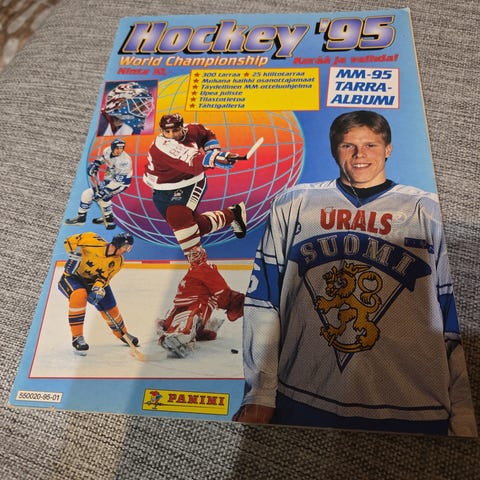 Hockey '95
World Championship
Kerää ja vaihda!
Hinta 10,-
★ 300 tarraa ★ 25 kiiltotarraa
★ Mukana kaikki osanottajamaat
★ Täydellinen MM-otteluohjelma
★ Upea juliste
★ Tilastotietoa
★ Tähtigalleria
MM-95
TARRA-
ALBUMI
URALS
SUOMI
PANINI
550020-95-01